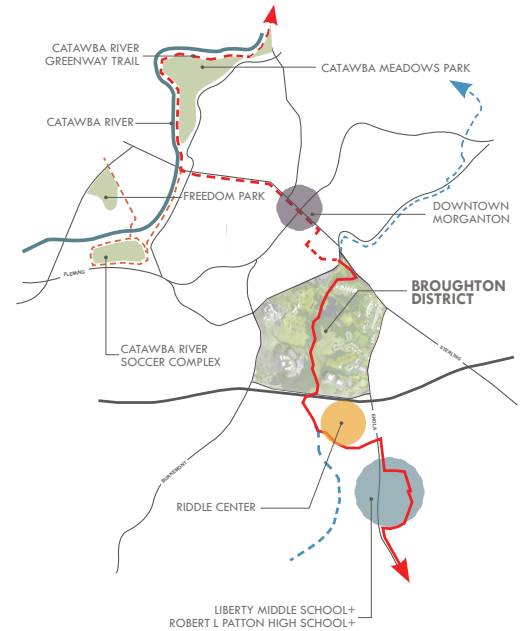 CATAWBA RIVER
GREENWAY TRAIL
CATAWBA MEADOWS PARK
CATAWBA RIVER
FREEDOM PARK
DOWNTOWN
MORGANTON
FLEMING
BROUGHTON
DISTRICT
CATAWBA RIVER
SOCCER COMPLEX
STERLING
ENOLA
BURKEMONT
RIDDLE CENTER
LIBERTY MIDDLE SCHOOL+
ROBERT L PATTON HIGH SCHOOL+